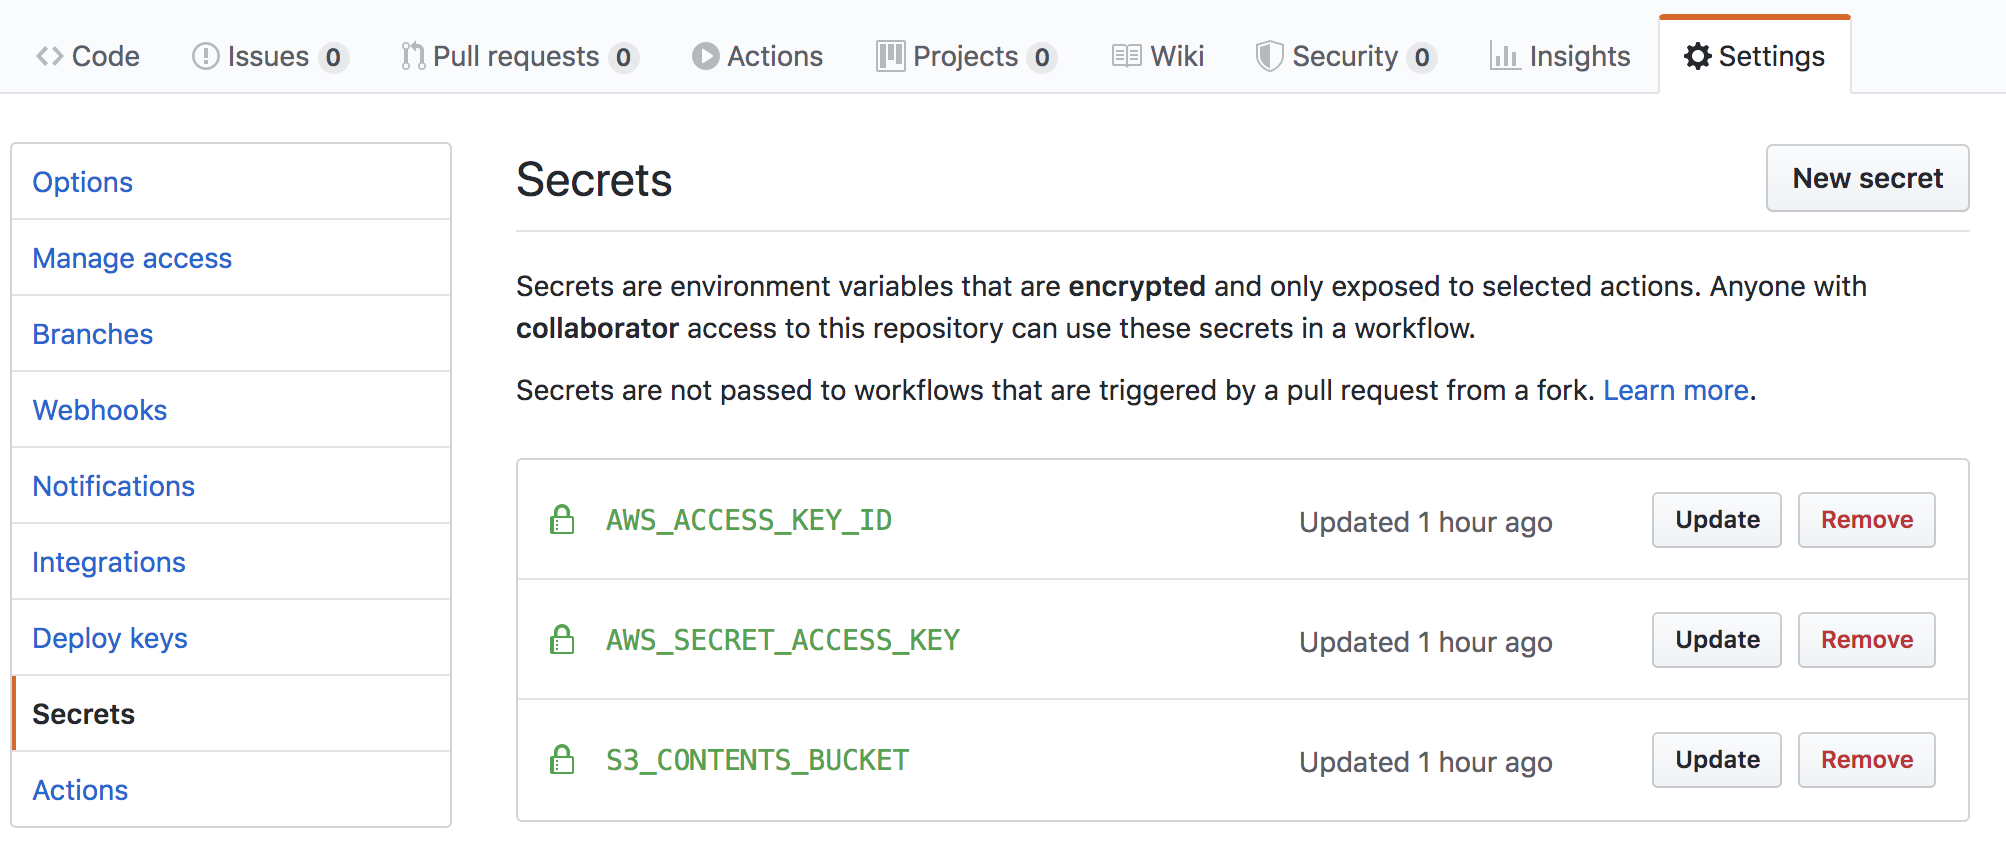 Code Issues 0 Pull requests 0 Actions Projects 0 Wiki Security 0 Insights Settings
Options
Manage access
Branches
Webhooks
Notifications
Integrations
Deploy keys
Secrets
Actions
Secrets New secret
Secrets are environment variables that are encrypted and only exposed to selected actions. Anyone with
collaborator access to this repository can use these secrets in a workflow.
Secrets are not passed to workflows that are triggered by a pull request from a fork. Learn more.
AWS_ACCESS_KEY_ID Updated 1 hour ago Update Remove
AWS_SECRET_ACCESS_KEY Updated 1 hour ago Update Remove
S3_CONTENTS_BUCKET Updated 1 hour ago Update Remove